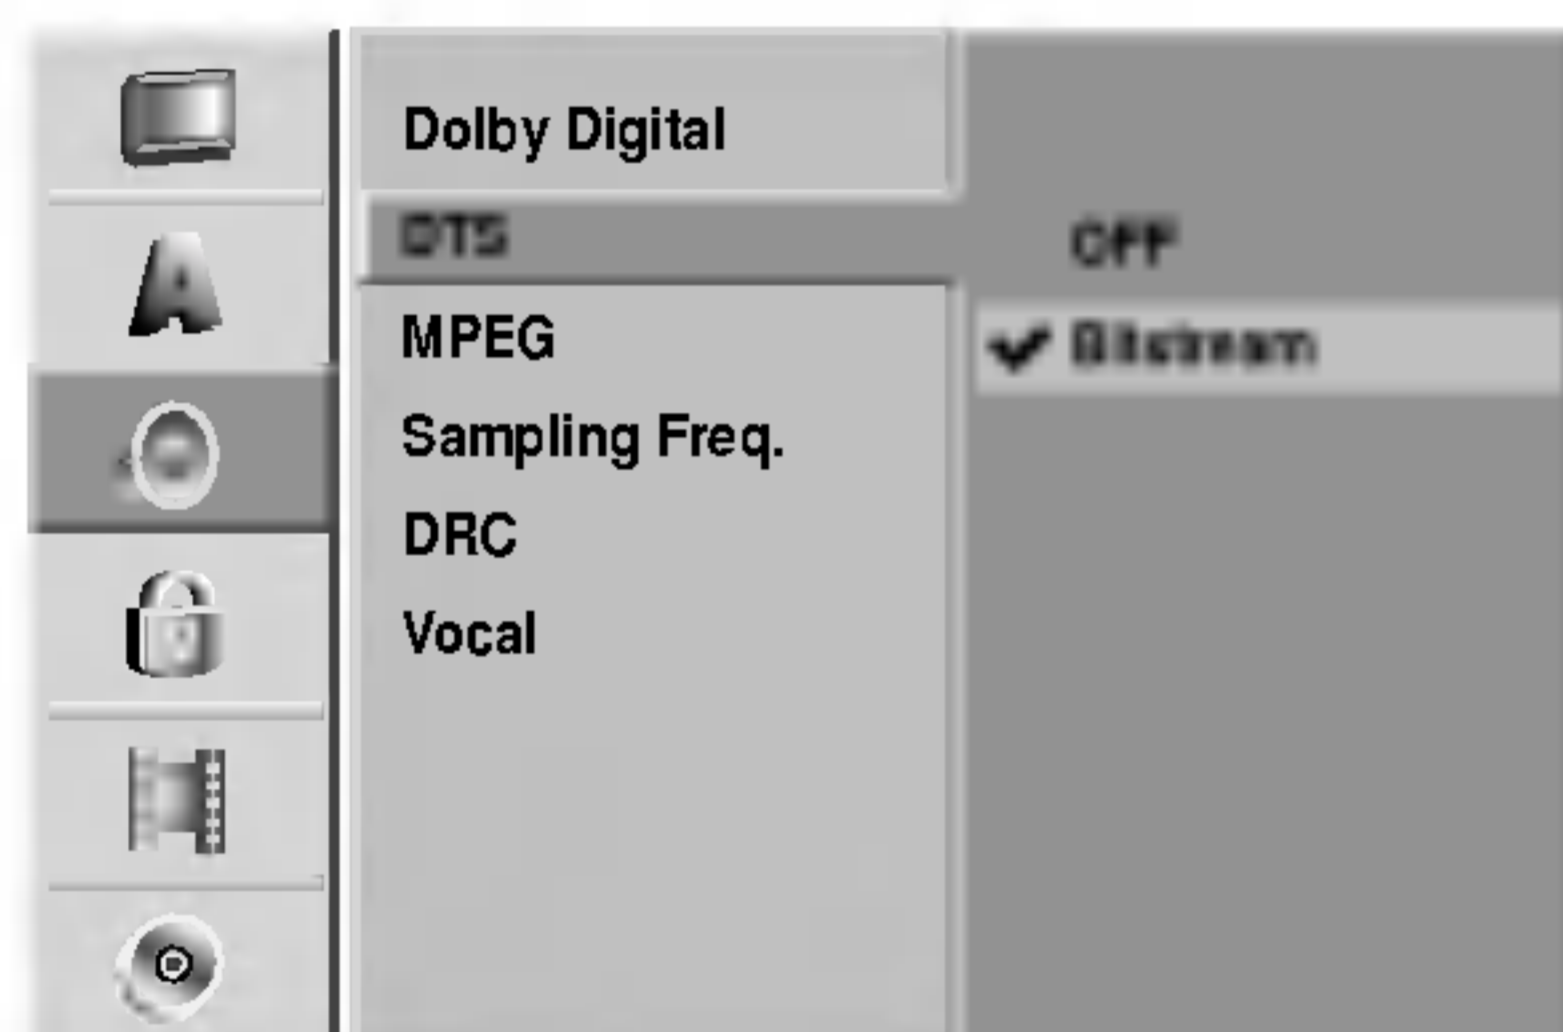 Dolby Digital
DTS
OFF
MPEG
Bitstream
Sampling Freq.
DRC
Vocal